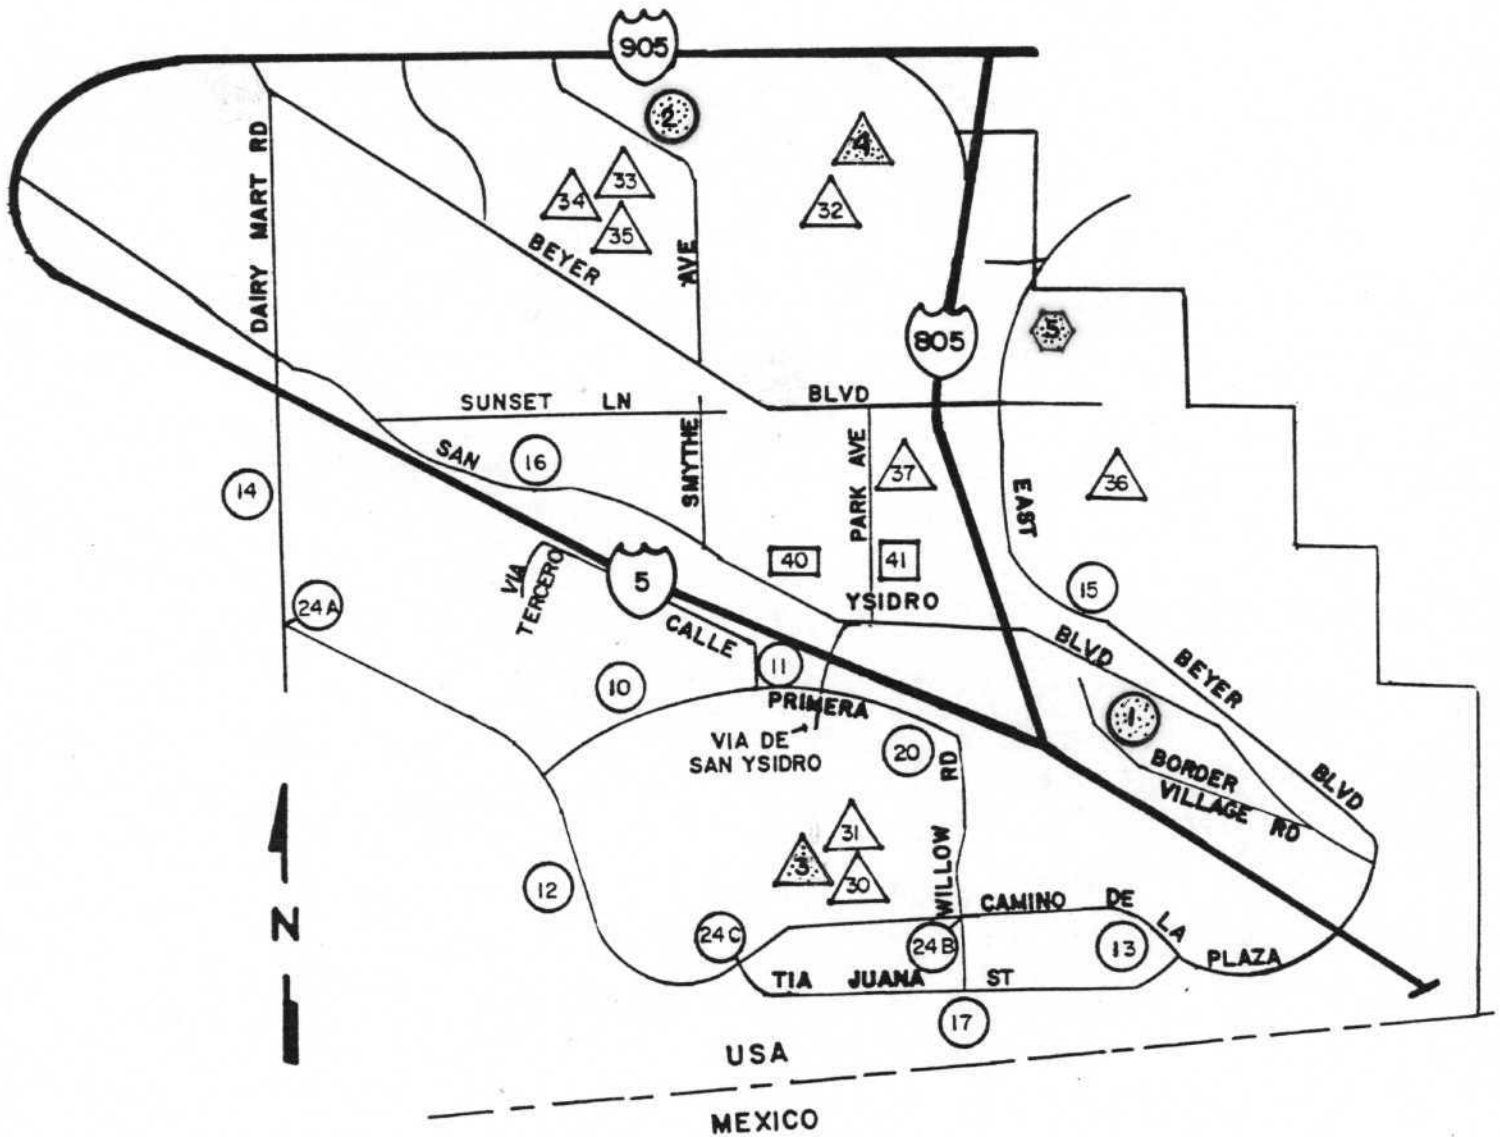 905
2
4
33
34
35
32
DAIRY MART RD
BEYER
AVE
805
5
SUNSET LN
BLVD
SAN
16
SMYTHE
PARK AVE
37
EAST
36
14
40
41
YSIDRO
5
VIA
TERCERO
15
24A
CALLE
BLVD
BEYER
11
10
PRIMERA
1
VIA DE
SAN YSIDRO
20
RD
BORDER
VILLAGE RD
BLVD
31
3
30
WILLOW
12
N
CAMINO DE
LA
PLAZA
24C
24B
13
TIA JUANA ST
17
USA
MEXICO